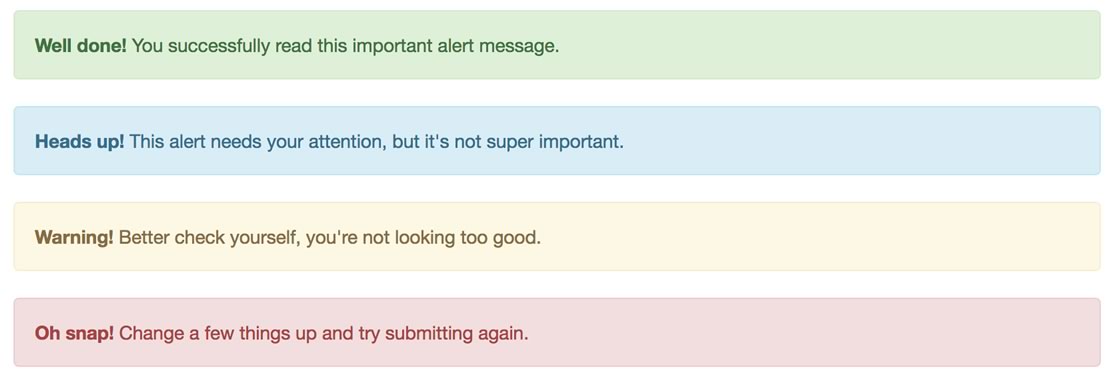 Well done! You successfully read this important alert message.
Heads up! This alert needs your attention, but it's not super important.
Warning! Better check yourself, you're not looking too good.
Oh snap! Change a few things up and try submitting again.